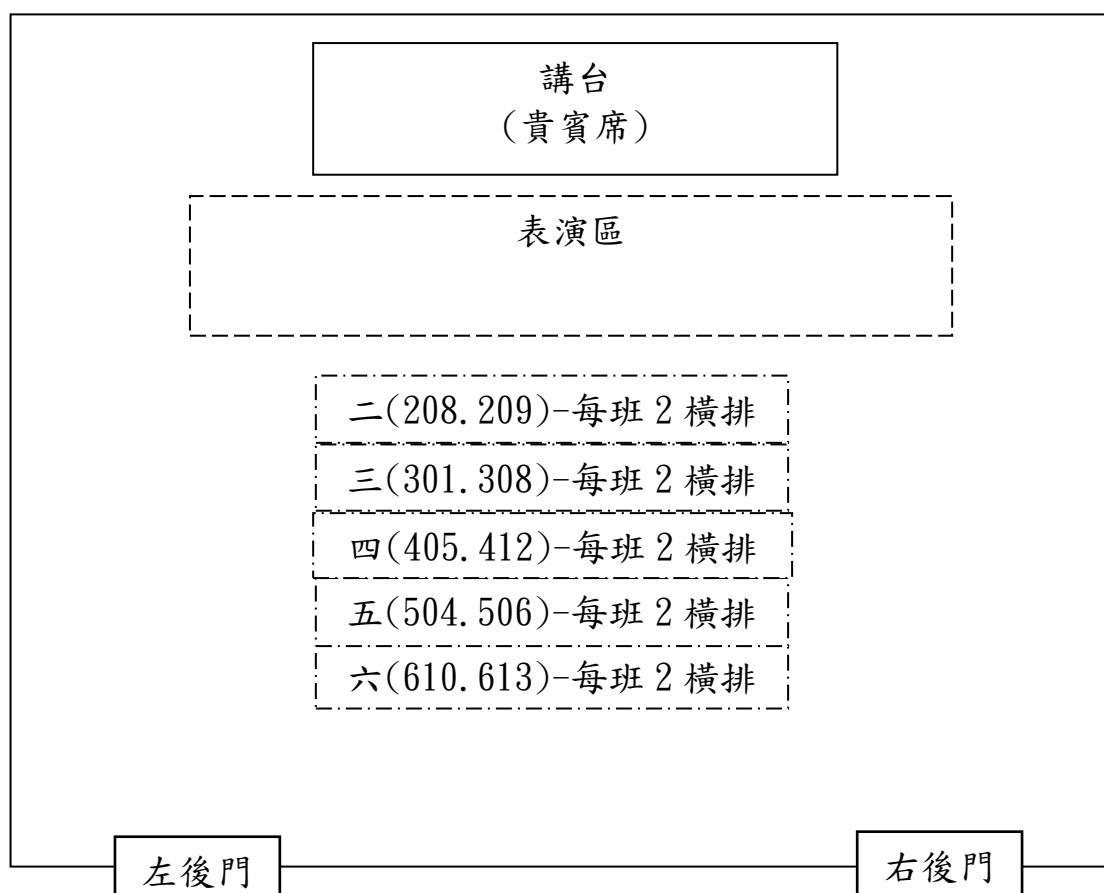 講台
(貴賓席)
表演區
二(208.209)-每班 2 橫排
三(301.308)-每班 2 橫排
四(405.412)-每班 2 橫排
五(504.506)-每班 2 橫排
六(610.613)-每班 2 橫排
左後門
右後門